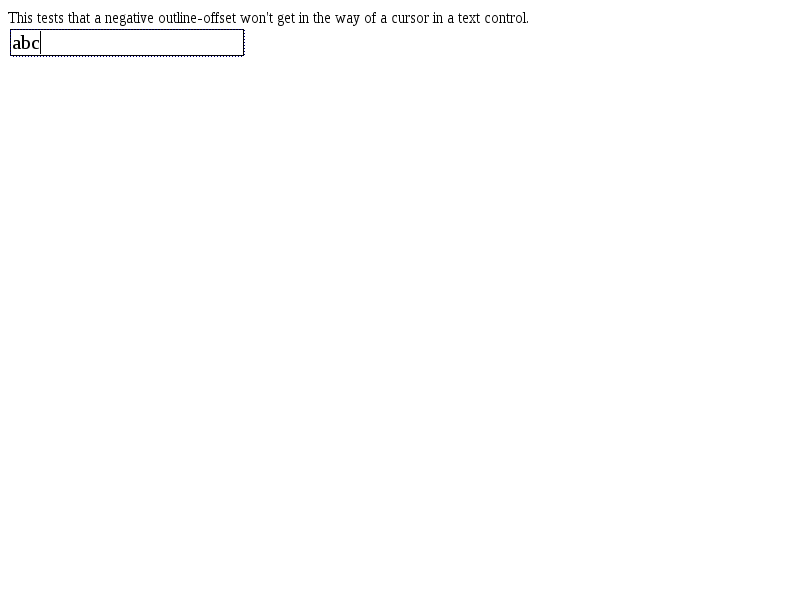 This tests that a negative outline-offset won't get in the way of a cursor in a text control.
abc